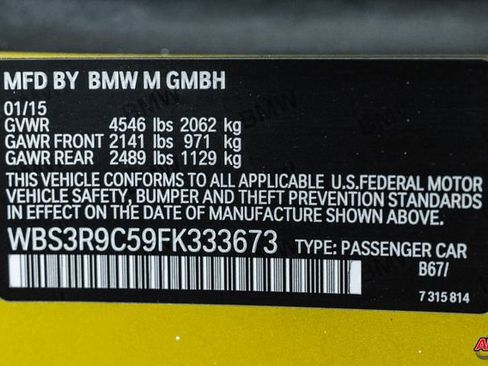 MFD BY BMW M GMBH
01/15
GVWR 4546 lbs 2062 kg
GAWR FRONT 2141 lbs 971 kg
GAWR REAR 2489 lbs 1129 kg
THIS VEHICLE CONFORMS TO ALL APPLICABLE U.S.FEDERAL MOTOR
VEHICLE SAFETY, BUMPER AND THEFT PREVENTION STANDARDS
IN EFFECT ON THE DATE OF MANUFACTURE SHOWN ABOVE.
WBS3R9C59FK333673 TYPE: PASSENGER CAR
B67/
7 315 814